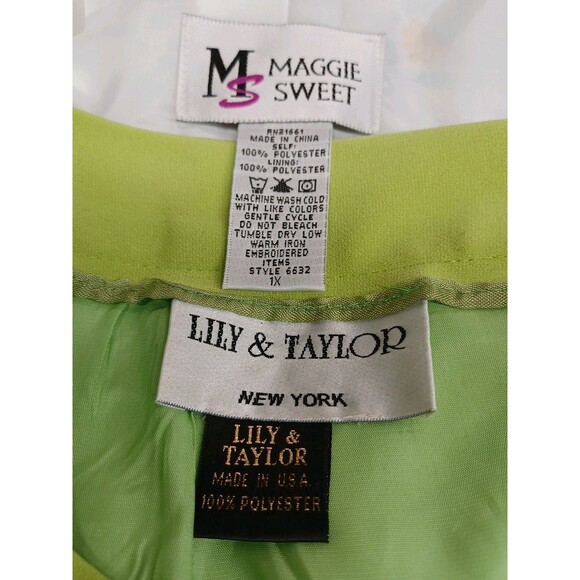 MS MAGGIE
SWEET
RN21661
MADE IN CHINA
SELF:
100% POLYESTER
LINING:
100% POLYESTER
MACHINE WASH COLD
WITH LIKE COLORS
GENTLE CYCLE
DO NOT BLEACH
TUMBLE DRY LOW
WARM IRON
EMBROIDERED
ITEMS
STYLE 6632
1X
LILY & TAYLOR
NEW YORK
LILY &
TAYLOR
MADE IN U.S.A.
100% POLYESTER